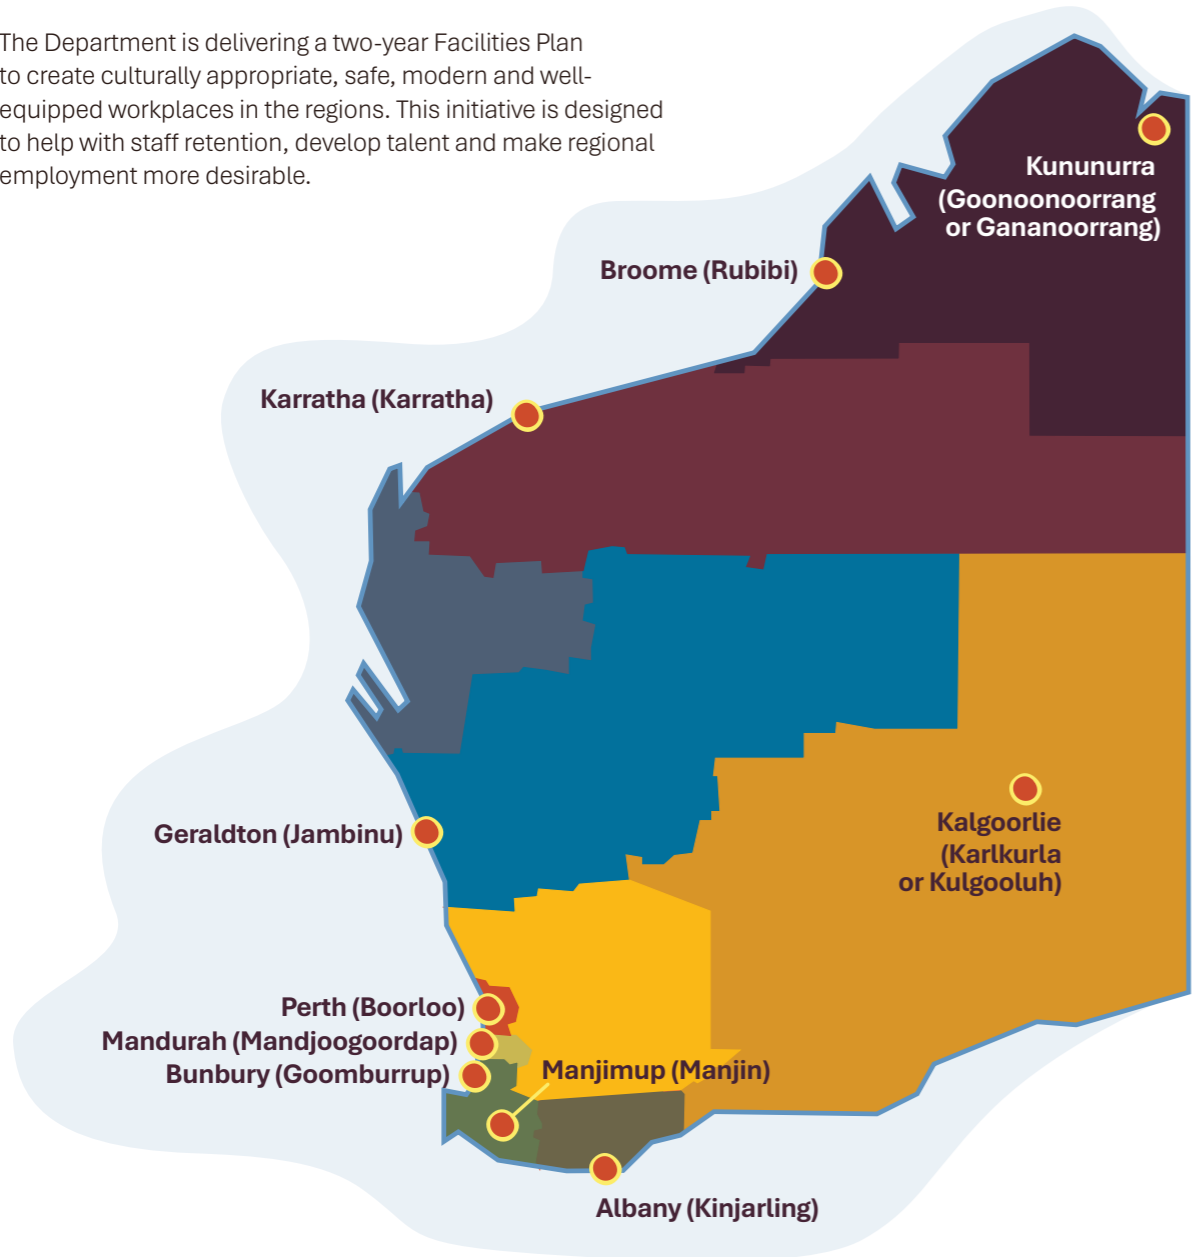 The Department is delivering a two-year Facilities Plan
to create culturally appropriate, safe, modern and well-
equipped workplaces in the regions. This initiative is designed
to help with staff retention, develop talent and make regional
employment more desirable.
Kununurra
(Goonoonoorrang
or Gananoorrang)
Broome (Rubibi)
Karratha (Karratha)
Geraldton (Jambinu)
Kalgoorlie
(Karlkurla
or Kulgooluh)
Perth (Boorloo)
Mandurah (Mandjoogoordap)
Bunbury (Goomburrup)
Manjimup (Manjin)
Albany (Kinjarling)